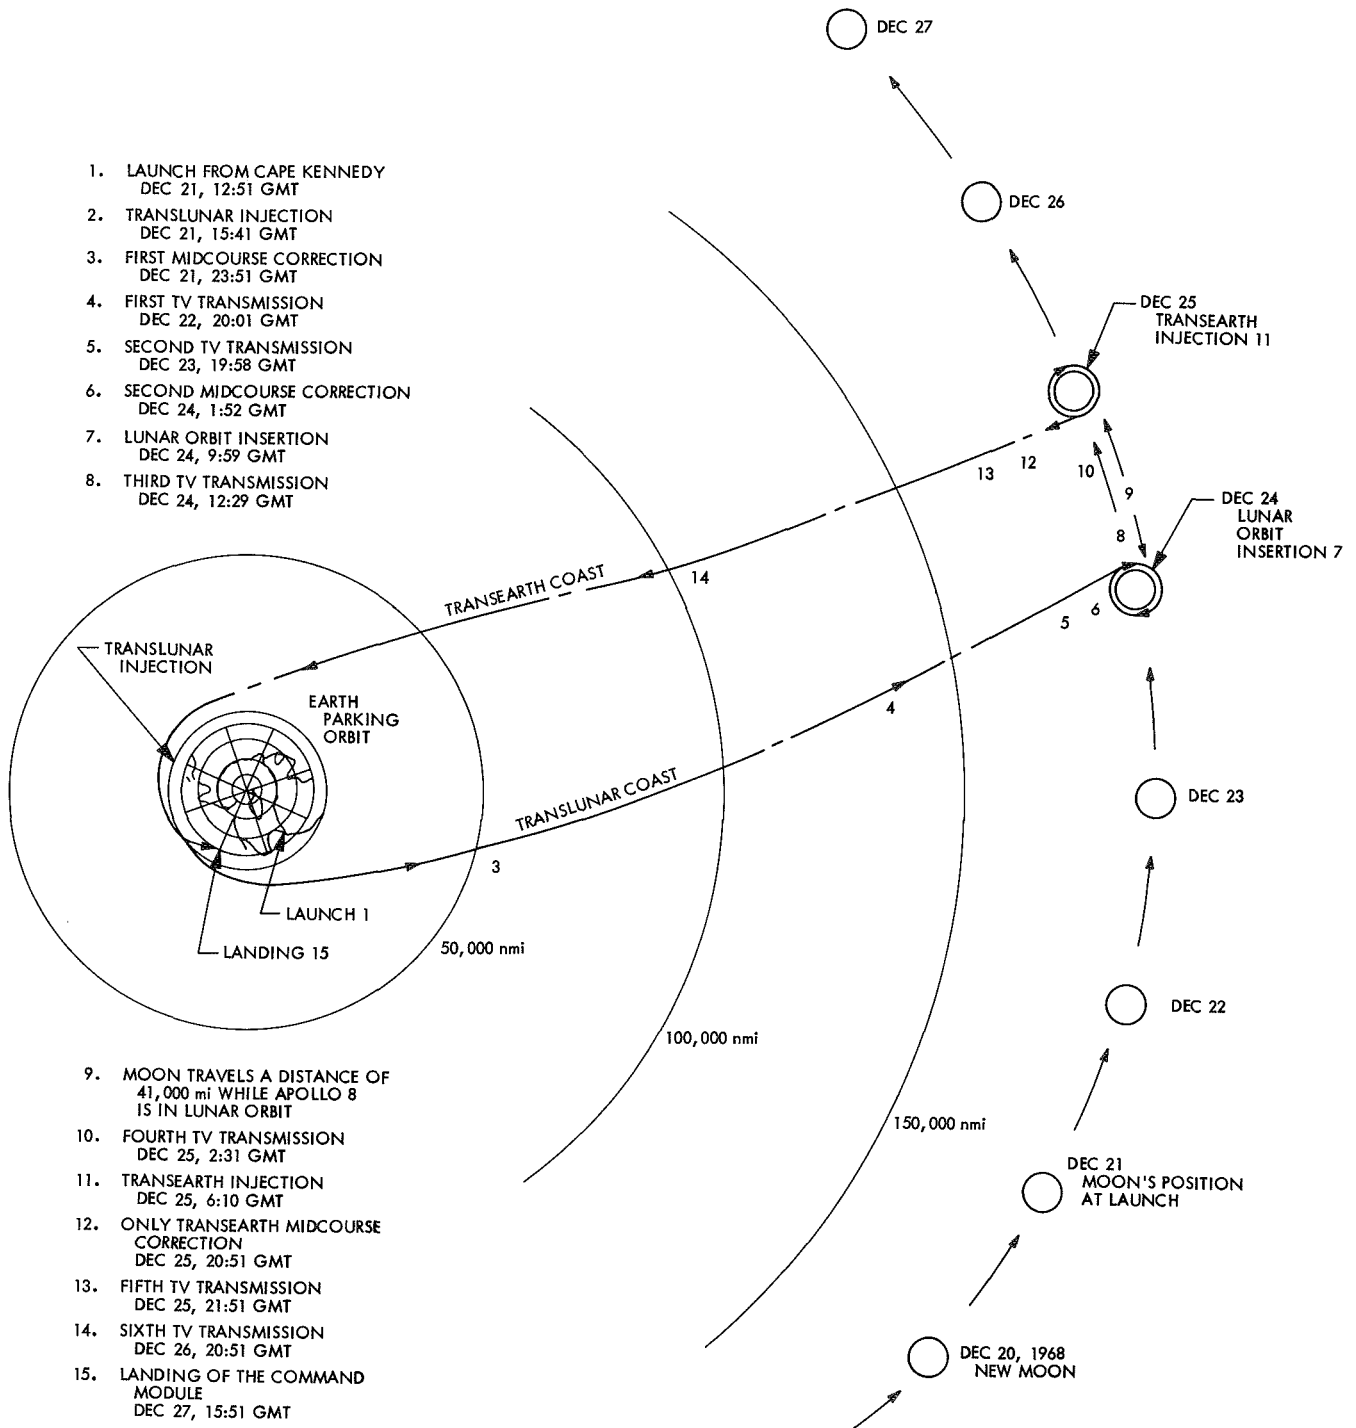 DEC 27
1. LAUNCH FROM CAPE KENNEDY
DEC 21, 12:51 GMT
2. TRANSLUNAR INJECTION
DEC 21, 15:41 GMT
3. FIRST MIDCOURSE CORRECTION
DEC 21, 23:51 GMT
4. FIRST TV TRANSMISSION
DEC 22, 20:01 GMT
5. SECOND TV TRANSMISSION
DEC 23, 19:58 GMT
6. SECOND MIDCOURSE CORRECTION
DEC 24, 1:52 GMT
7. LUNAR ORBIT INSERTION
DEC 24, 9:59 GMT
8. THIRD TV TRANSMISSION
DEC 24, 12:29 GMT
DEC 26
DEC 25
TRANSEARTH
INJECTION 11
13
12
10
9
8
DEC 24
LUNAR
ORBIT
INSERTION 7
14
TRANSEARTH COAST
5
6
TRANSLUNAR
INJECTION
EARTH
PARKING
ORBIT
4
TRANSLUNAR COAST
3
DEC 23
LAUNCH 1
LANDING 15
50,000 nmi
100,000 nmi
150,000 nmi
DEC 22
DEC 21
MOON'S POSITION
AT LAUNCH
DEC 20, 1968
NEW MOON
9. MOON TRAVELS A DISTANCE OF
41,000 mi WHILE APOLLO 8
IS IN LUNAR ORBIT
10. FOURTH TV TRANSMISSION
DEC 25, 2:31 GMT
11. TRANSEARTH INJECTION
DEC 25, 6:10 GMT
12. ONLY TRANSEARTH MIDCOURSE
CORRECTION
DEC 25, 20:51 GMT
13. FIFTH TV TRANSMISSION
DEC 25, 21:51 GMT
14. SIXTH TV TRANSMISSION
DEC 26, 20:51 GMT
15. LANDING OF THE COMMAND
MODULE
DEC 27, 15:51 GMT